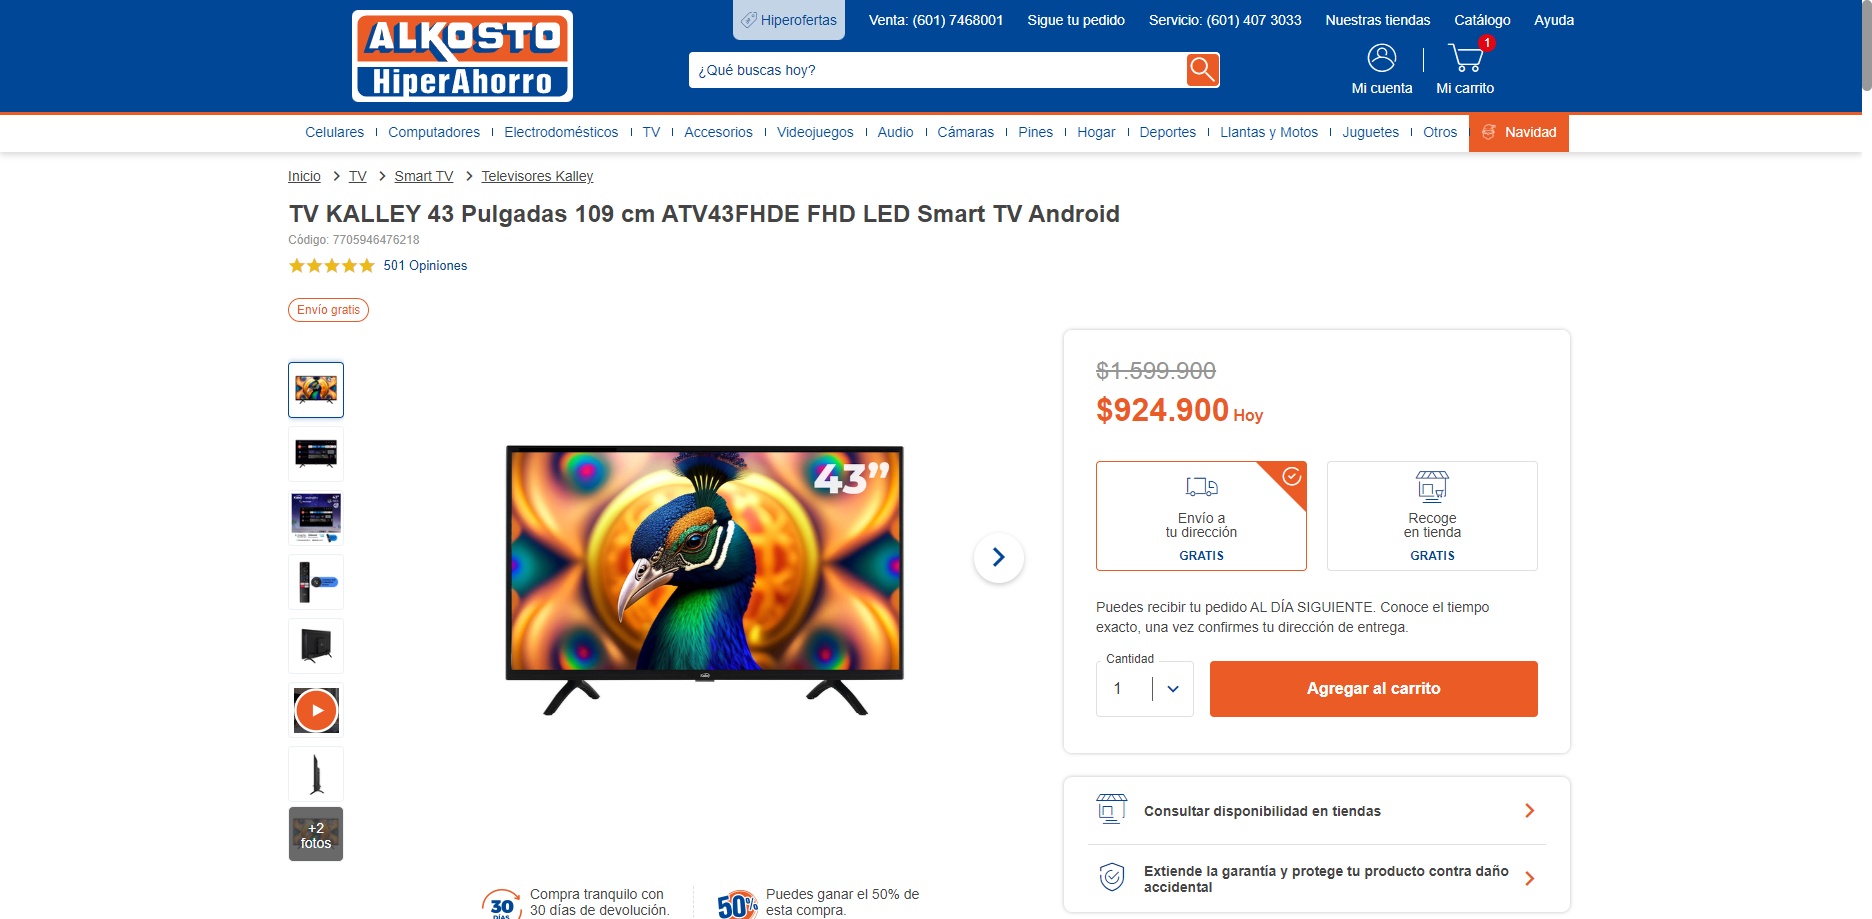 ALKOSTO
HiperAhorro
Hiperofertas
Venta: (601) 7468001
Sigue tu pedido
Servicio: (601) 407 3033
Nuestras tiendas
Catálogo
Ayuda
¿Qué buscas hoy?
Mi cuenta
1
Mi carrito
Celulares
Computadores
Electrodomésticos
TV
Accesorios
Videojuegos
Audio
Cámaras
Pines
Hogar
Deportes
Llantas y Motos
Juguetes
Otros
Navidad
Inicio > TV > Smart TV > Televisores Kalley
TV KALLEY 43 Pulgadas 109 cm ATV43FHDE FHD LED Smart TV Android
Código: 7705946476218
501 Opiniones
Envío gratis
43”
+2
fotos
$1.599.900
$924.900 Hoy
Envío a
tu dirección
GRATIS
Recoge
en tienda
GRATIS
Puedes recibir tu pedido AL DÍA SIGUIENTE. Conoce el tiempo
exacto, una vez confirmes tu dirección de entrega.
Cantidad
1
Agregar al carrito
Consultar disponibilidad en tiendas
Extiende la garantía y protege tu producto contra daño
accidental
30
DÍAS
Compra tranquilo con
30 días de devolución.
50%
Puedes ganar el 50% de
esta compra.